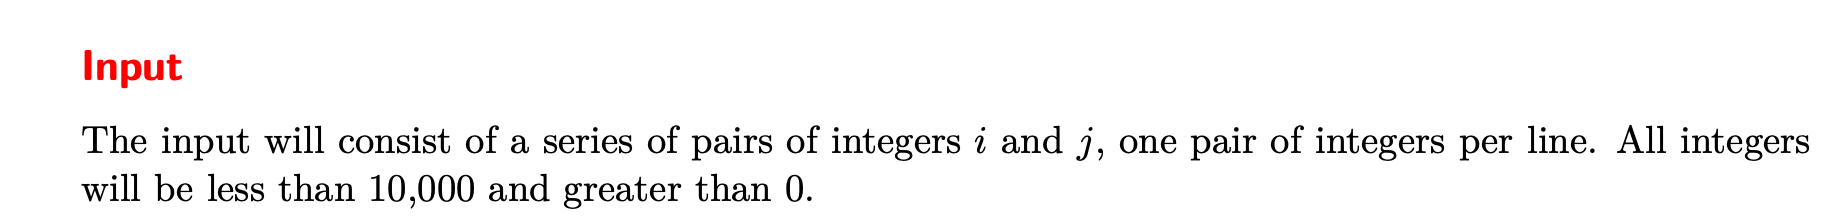 Input
The input will consist of a series of pairs of integers i and j, one pair of integers per line. All integers
will be less than 10,000 and greater than 0.